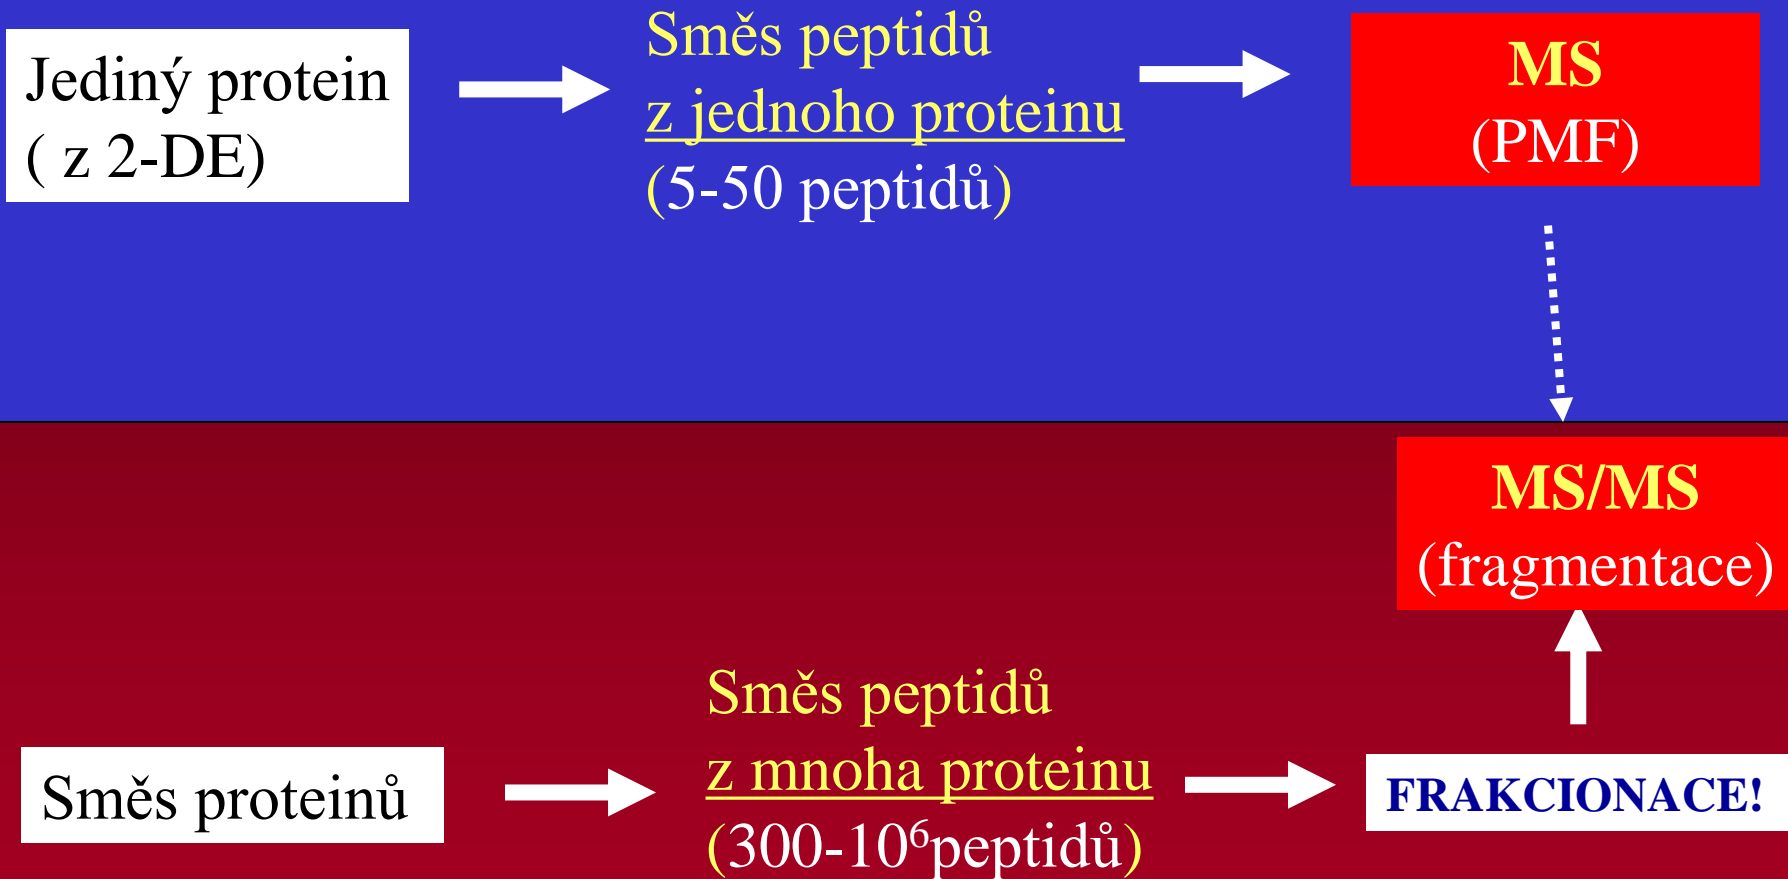 Jediný protein
( z 2-DE)
Směs peptidů
z jednoho proteinu
(5-50 peptidů)
MS
(PMF)
MS/MS
(fragmentace)
Směs proteinů
Směs peptidů
z mnoha proteinu
(300-10⁶peptidů)
FRAKCIONACE!